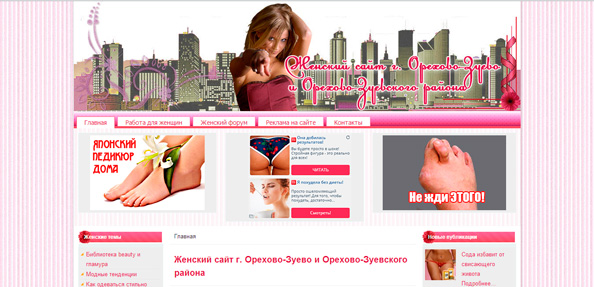 Женский сайт г. Орехово-Зуево
и Орехово-Зуевского района
Главная
Работа для женщин
Женский форум
Реклама на сайте
Контакты
ЯПОНСКИЙ
ПЕДИКЮР
ДОМА
Она добилась
результатов!
Вы будете просто в шоке!
Стройная фигура - это реально
для всех!
ЧИТАТЬ
Я похудела без диеты!
Просто ошеломляющий
результат! Для того, чтобы
похудеть, достаточно...
Смотреть!
Не жди ЭТОГО!
Женские темы
Библиотека beauty и
гламура
Модные тенденции
Как одеваться стильно
Главная
Женский сайт г. Орехово-Зуево и Орехово-Зуевского
района
Новые публикации
Сода избавит от
свисающего
живота
Подробнее...